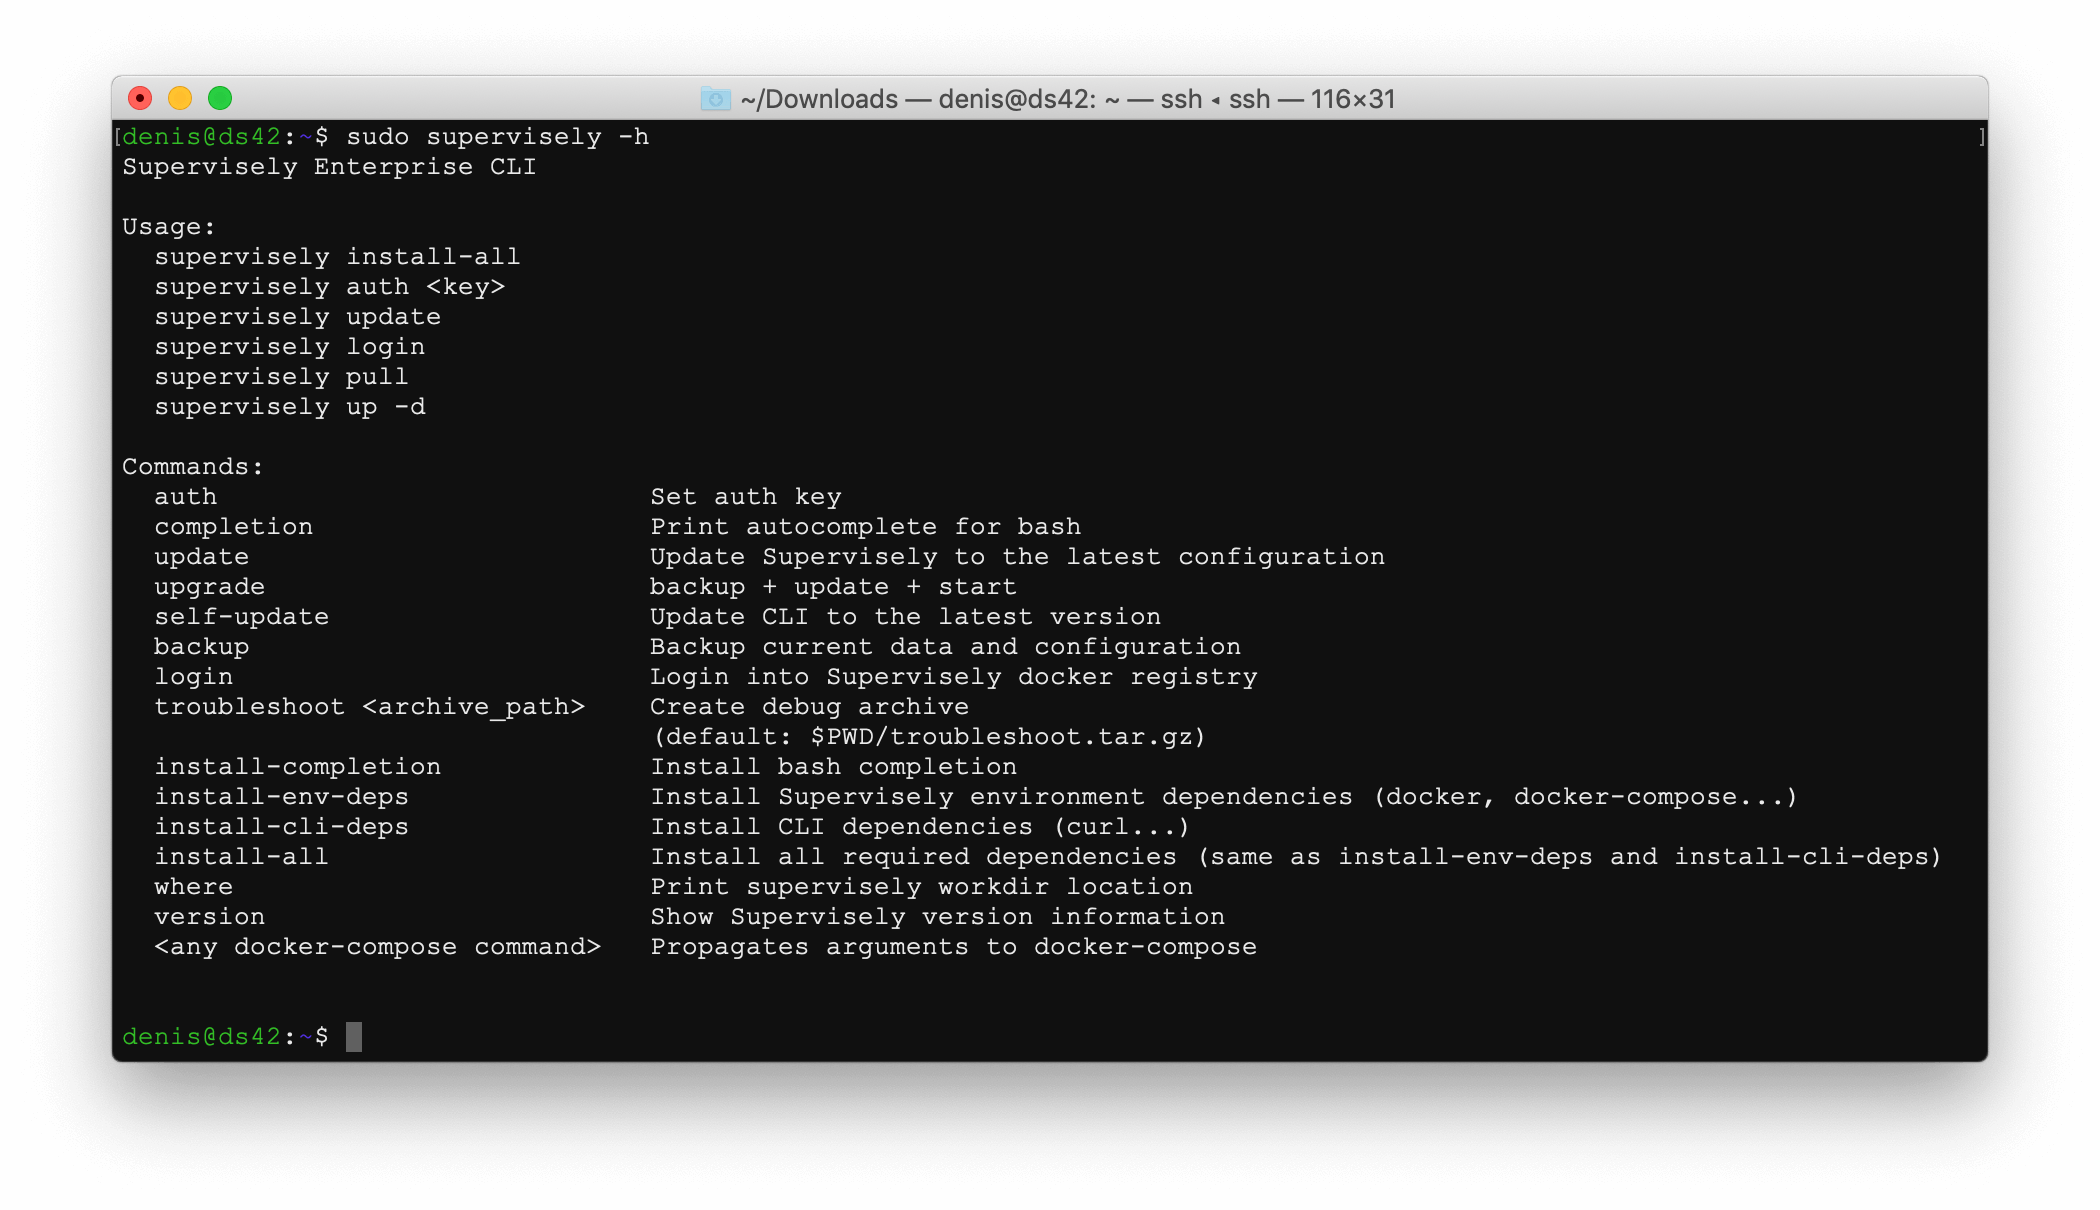 ~/Downloads — denis@ds42: ~ — ssh ◂ ssh — 116×31
[denis@ds42:~$ sudo supervisely -h ]
Supervisely Enterprise CLI
Usage:
supervisely install-all
supervisely auth <key>
supervisely update
supervisely login
supervisely pull
supervisely up -d
Commands:
auth Set auth key
completion Print autocomplete for bash
update Update Supervisely to the latest configuration
upgrade backup + update + start
self-update Update CLI to the latest version
backup Backup current data and configuration
login Login into Supervisely docker registry
troubleshoot <archive_path> Create debug archive
(default: $PWD/troubleshoot.tar.gz)
install-completion Install bash completion
install-env-deps Install Supervisely environment dependencies (docker, docker-compose...)
install-cli-deps Install CLI dependencies (curl...)
install-all Install all required dependencies (same as install-env-deps and install-cli-deps)
where Print supervisely workdir location
version Show Supervisely version information
<any docker-compose command> Propagates arguments to docker-compose
denis@ds42:~$